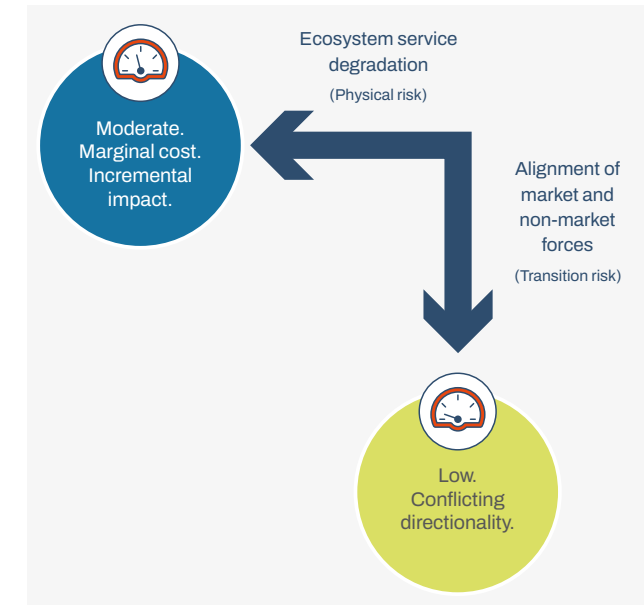 Ecosystem service
degradation
(Physical risk)
Moderate.
Marginal cost.
Incremental
impact.
Alignment of
market and
non-market
forces
(Transition risk)
Low.
Conflicting
directionality.